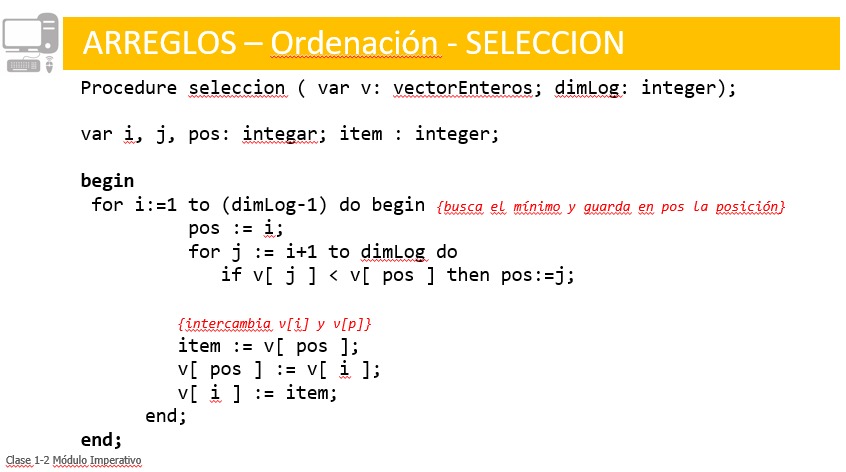 ARREGLOS – Ordenación - SELECCION
Procedure seleccion ( var v: vectorEnteros; dimLog: integer);
var i, j, pos: integar; item : integer;
begin
for i:=1 to (dimLog-1) do begin {busca el mínimo y guarda en pos la posición}
pos := i;
for j := i+1 to dimLog do
if v[ j ] < v[ pos ] then pos:=j;
{intercambia v[i] y v[p]}
item := v[ pos ];
v[ pos ] := v[ i ];
v[ i ] := item;
end;
end;
Clase 1-2 Módulo Imperativo